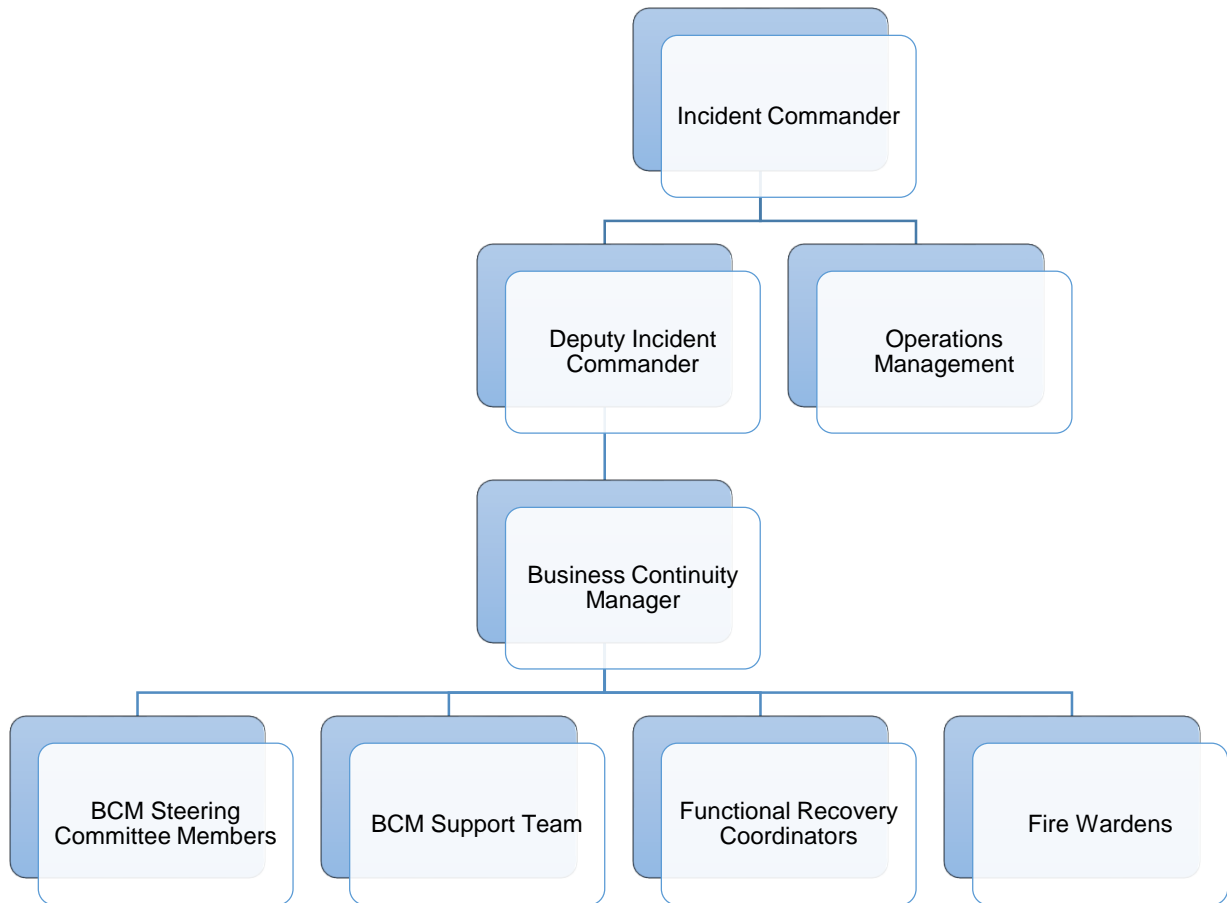 Incident Commander
Deputy Incident
Commander
Operations
Management
Business Continuity
Manager
BCM Steering
Committee Members
BCM Support Team
Functional Recovery
Coordinators
Fire Wardens